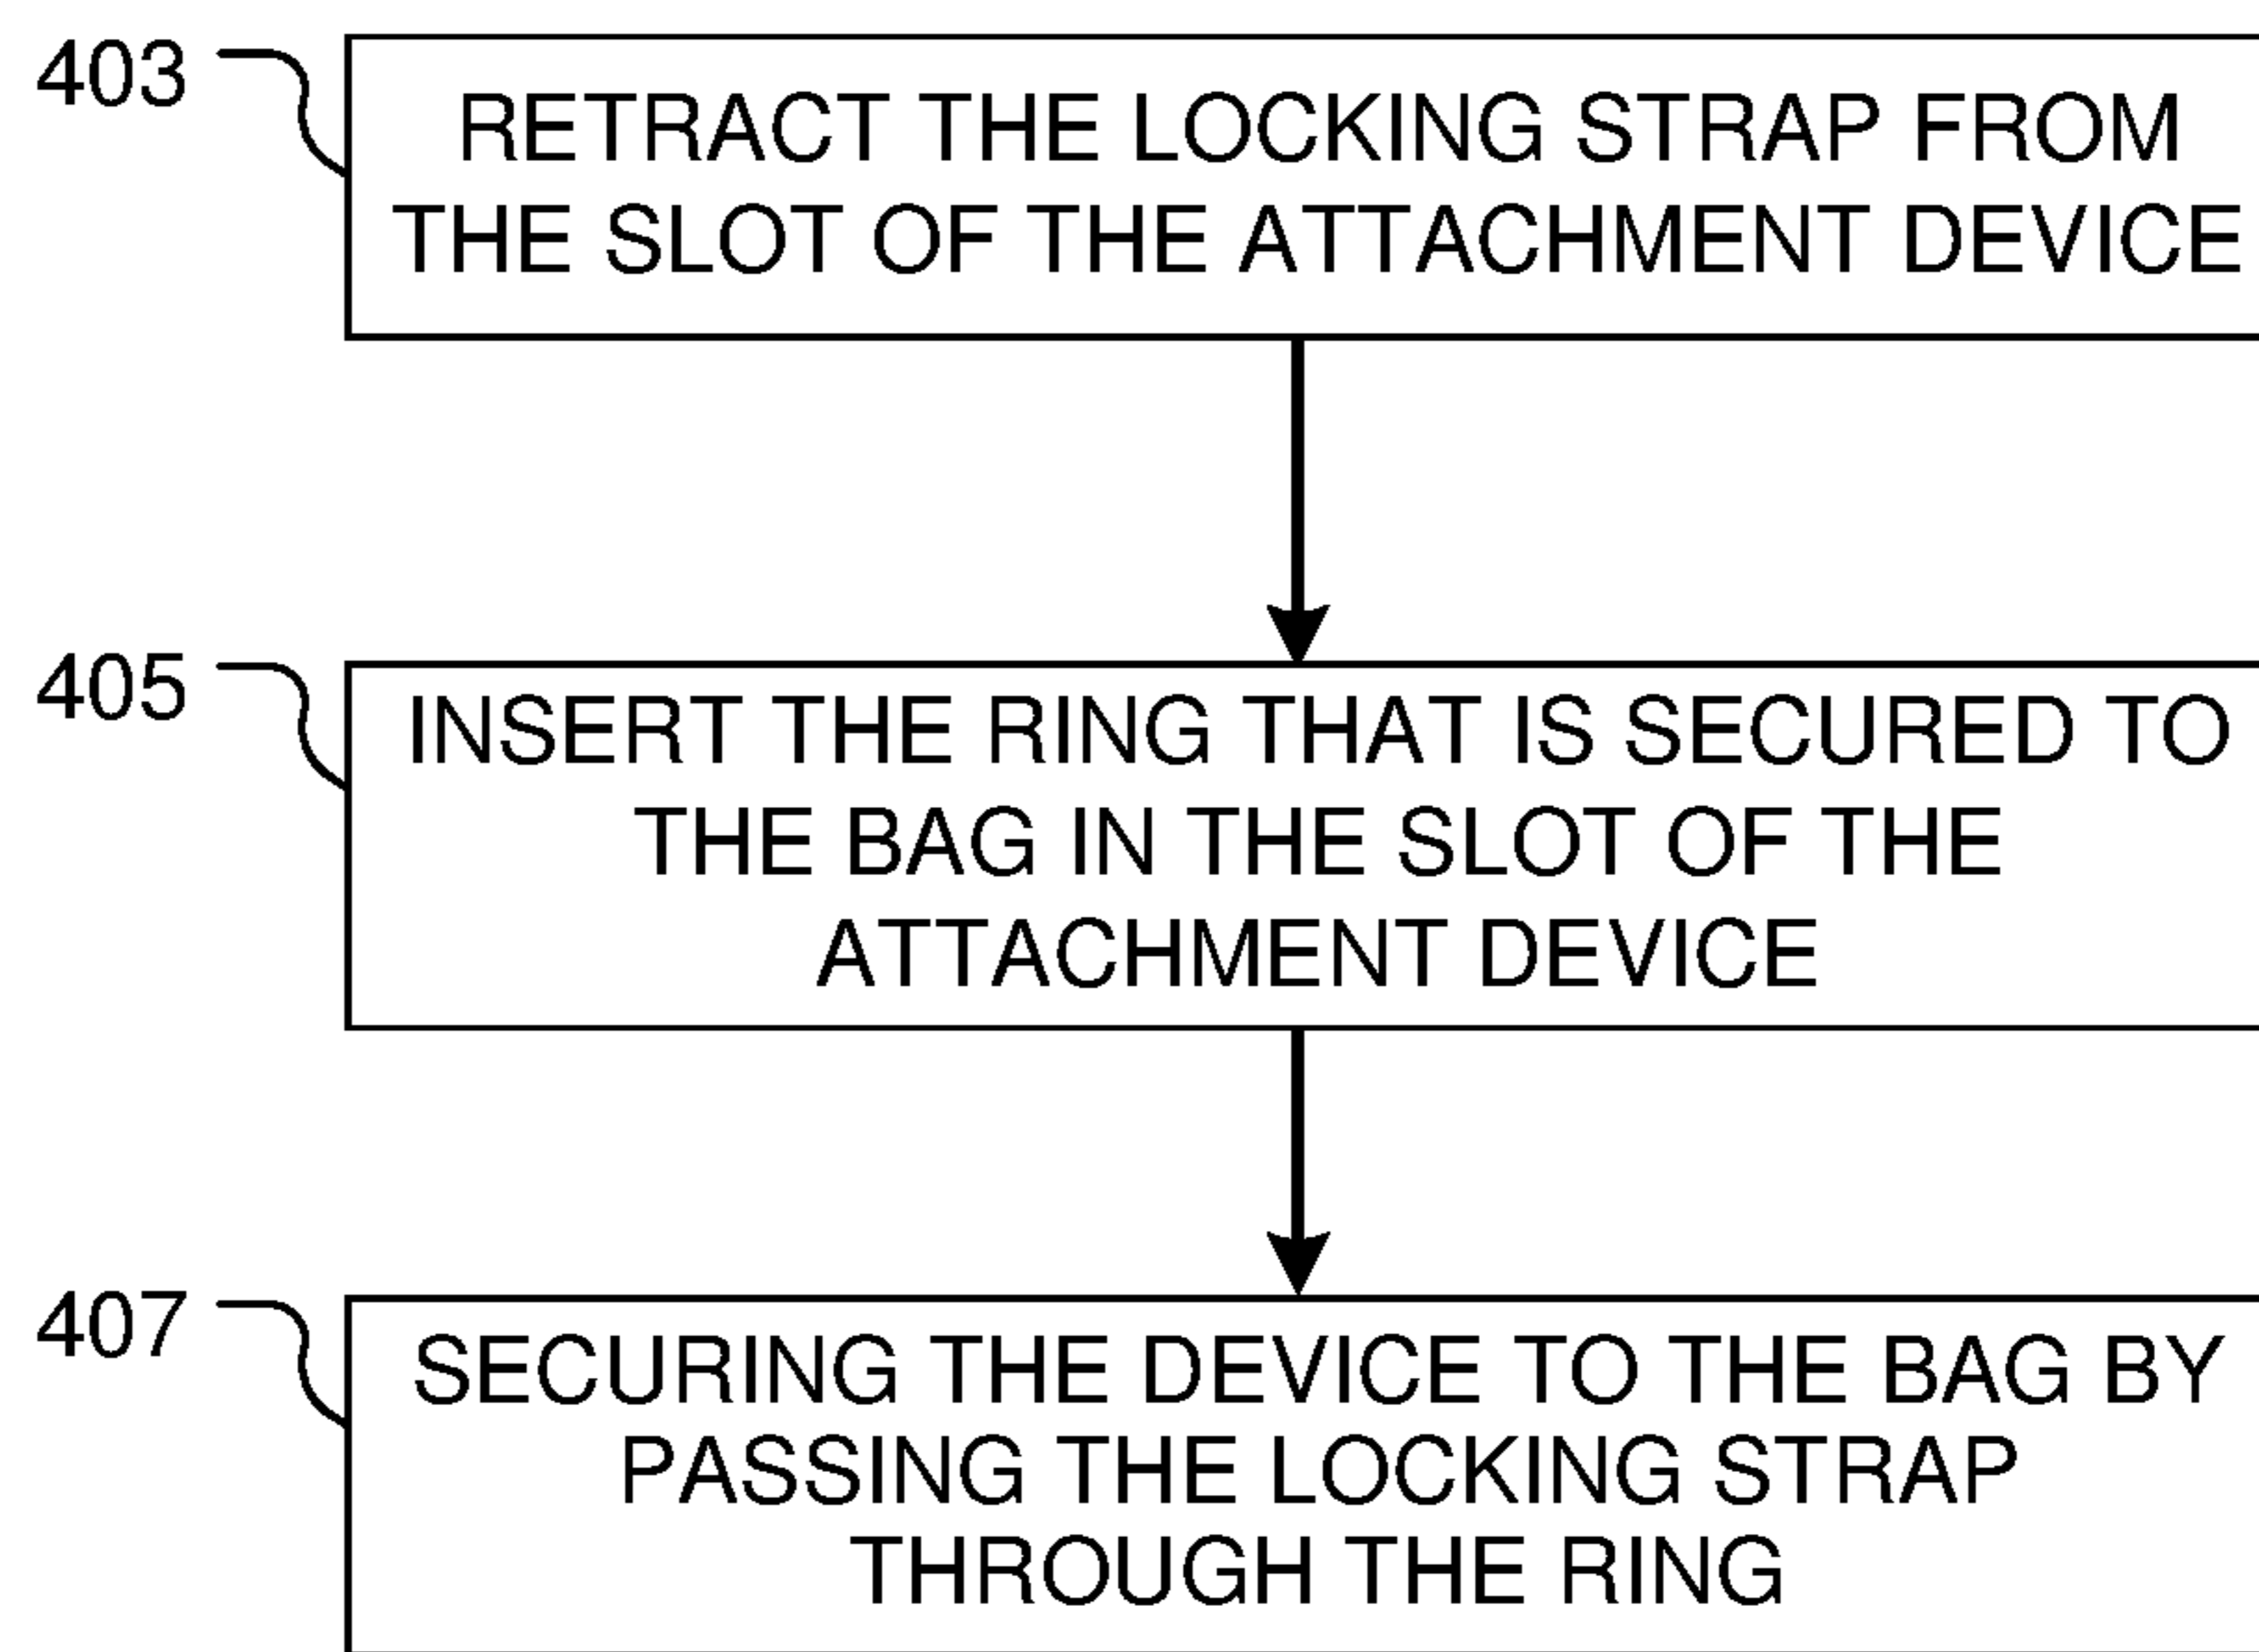 403
RETRACT THE LOCKING STRAP FROM
THE SLOT OF THE ATTACHMENT DEVICE
405
INSERT THE RING THAT IS SECURED TO
THE BAG IN THE SLOT OF THE
ATTACHMENT DEVICE
407
SECURING THE DEVICE TO THE BAG BY
PASSING THE LOCKING STRAP
THROUGH THE RING